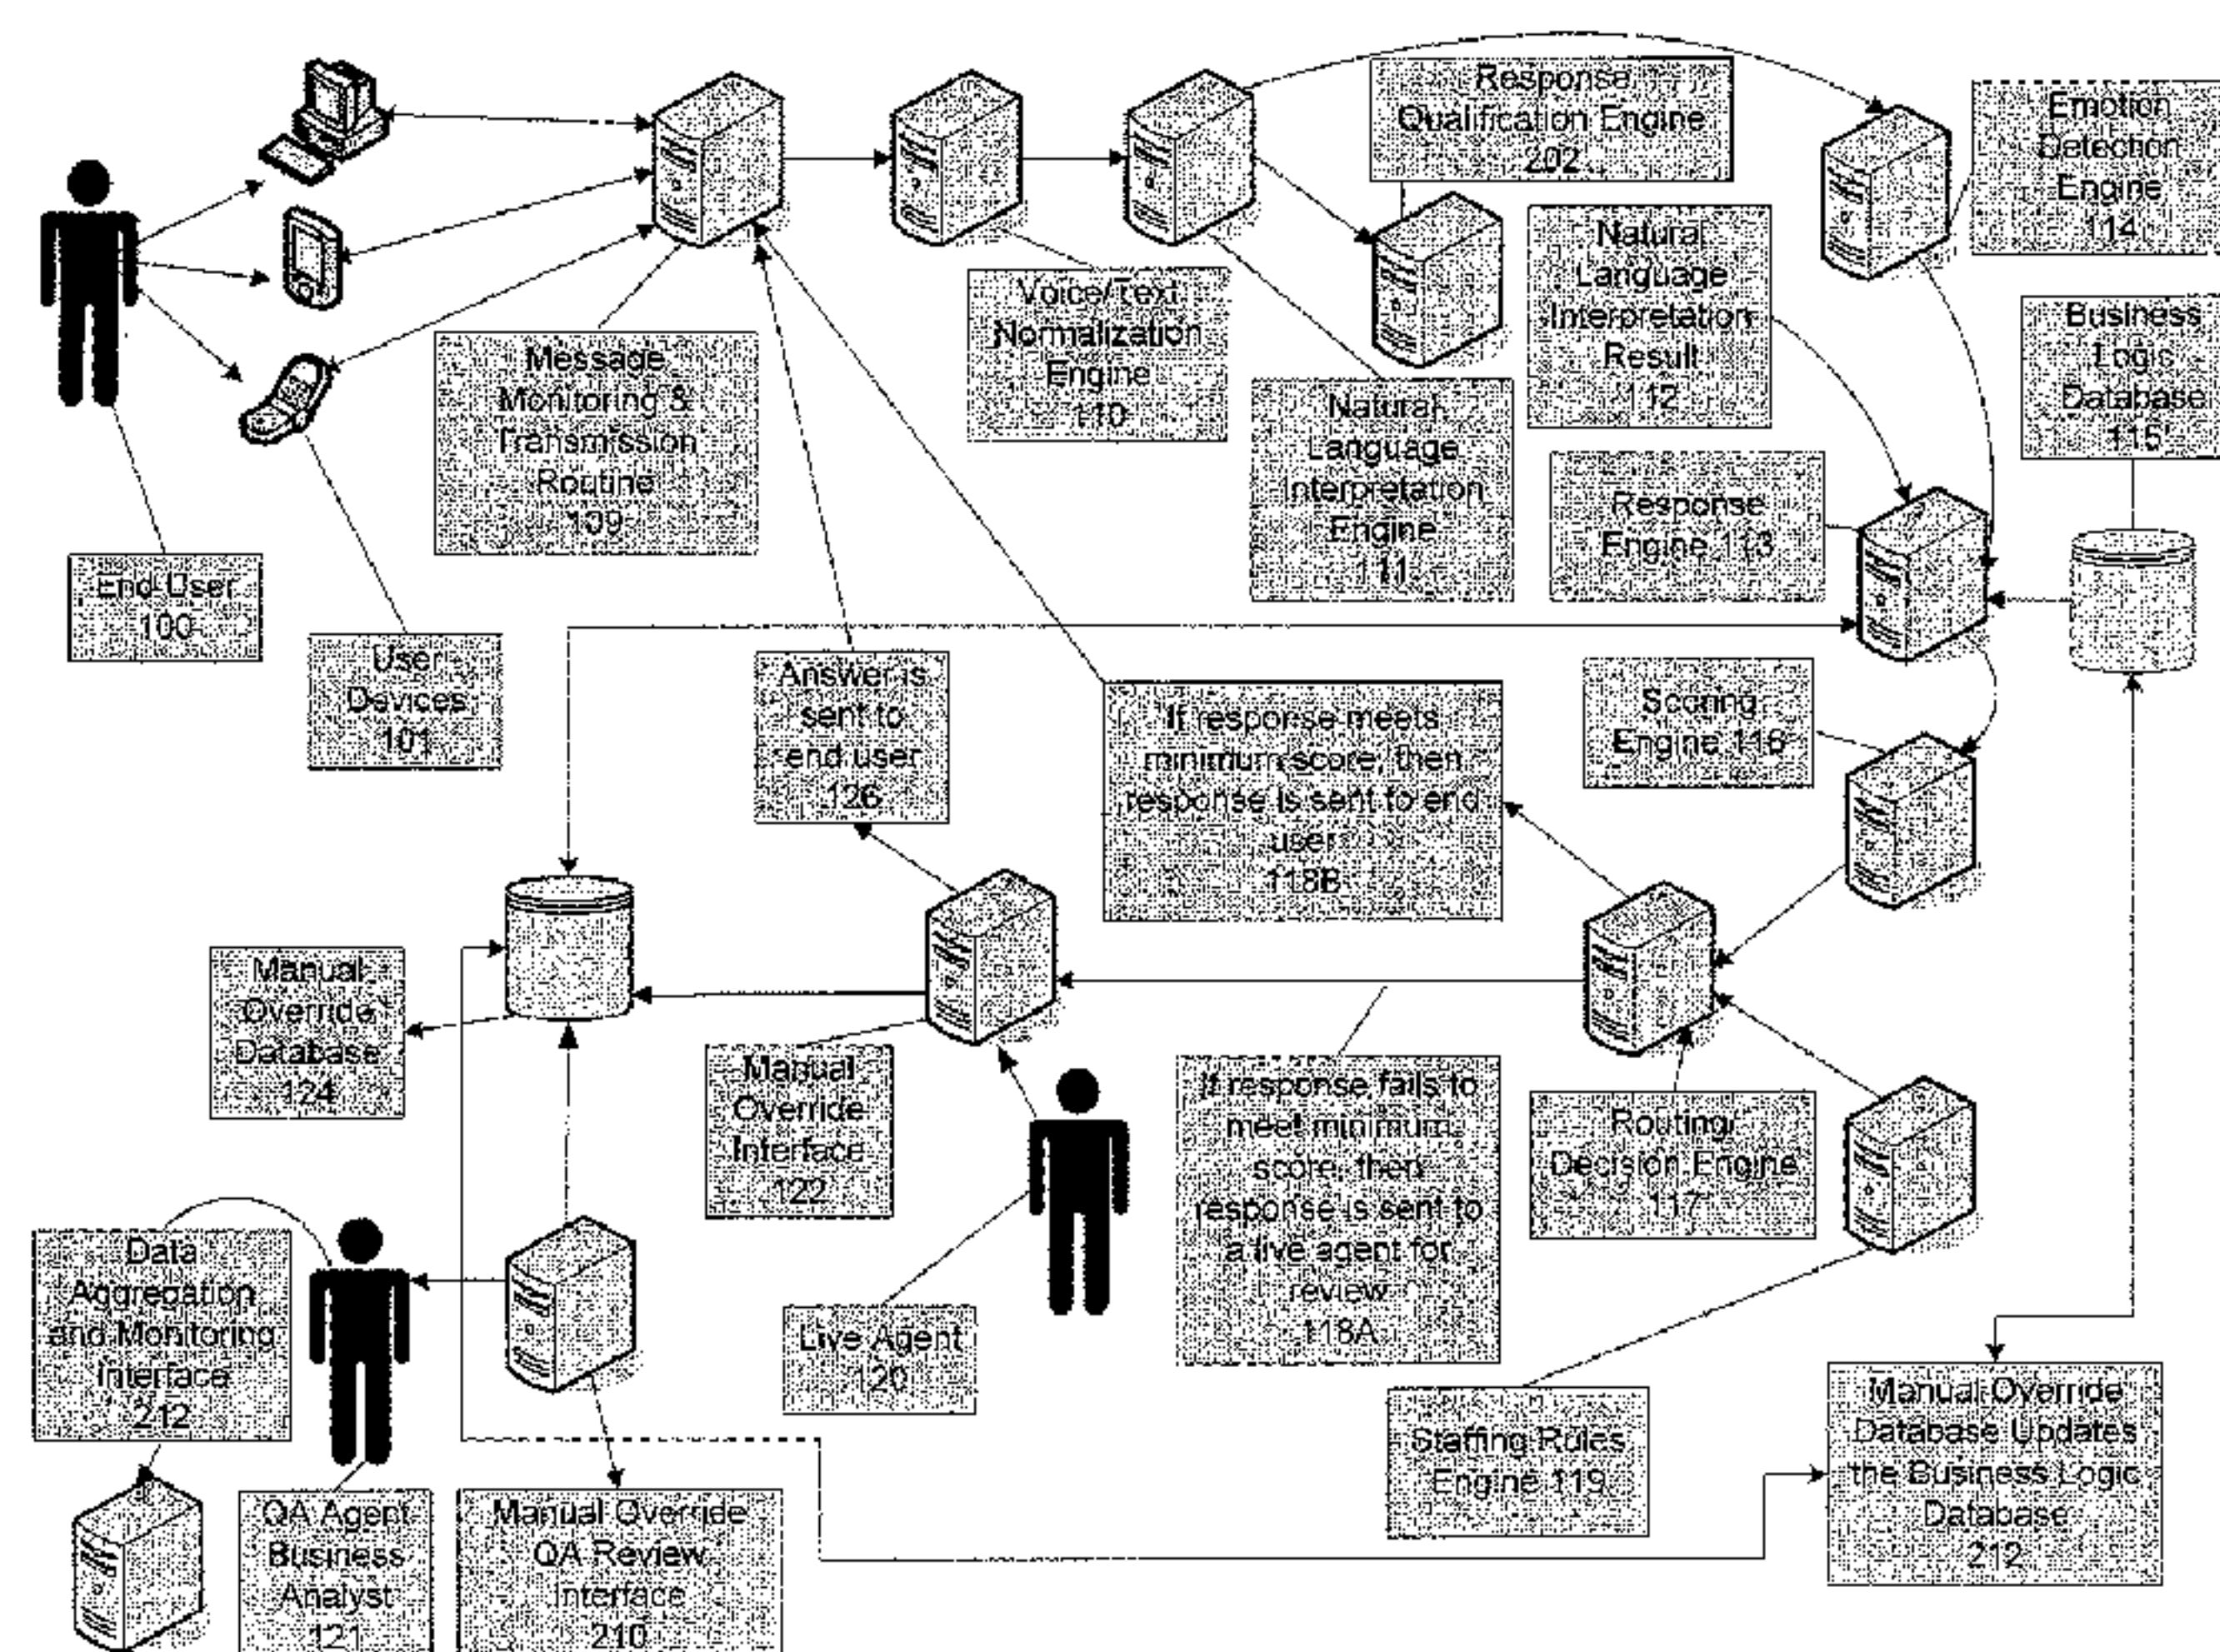 Response
Qualification Engine
202
Emotion
Detection
Engine
114
Natural
Language
Interpretation
Result
112
Voice/Text
Normalization
Engine
110
Business
Logic
Database
115
Message
Monitoring &
Transmission
Routine
109
Natural
Language
Interpretation
Engine
111
Response
Engine 113
End-User
100
User
Devices
101
Answer is
sent to
end user
126
If response meets
minimum score, then
response is sent to end
user
118B
Scoring
Engine 116
Manual
Override
Database
124
Manual
Override
Interface
122
If response fails to
meet minimum
score, then
response is sent to
a live agent for
review
118A
Routing/
Decision Engine
117
Data
Aggregation
and Monitoring
Interface
212
Live Agent
120
Staffing Rules
Engine 119
Manual Override
Database Updates
the Business Logic
Database
212
QA Agent
Business
Analyst
121
Manual Override
QA Review
Interface
210